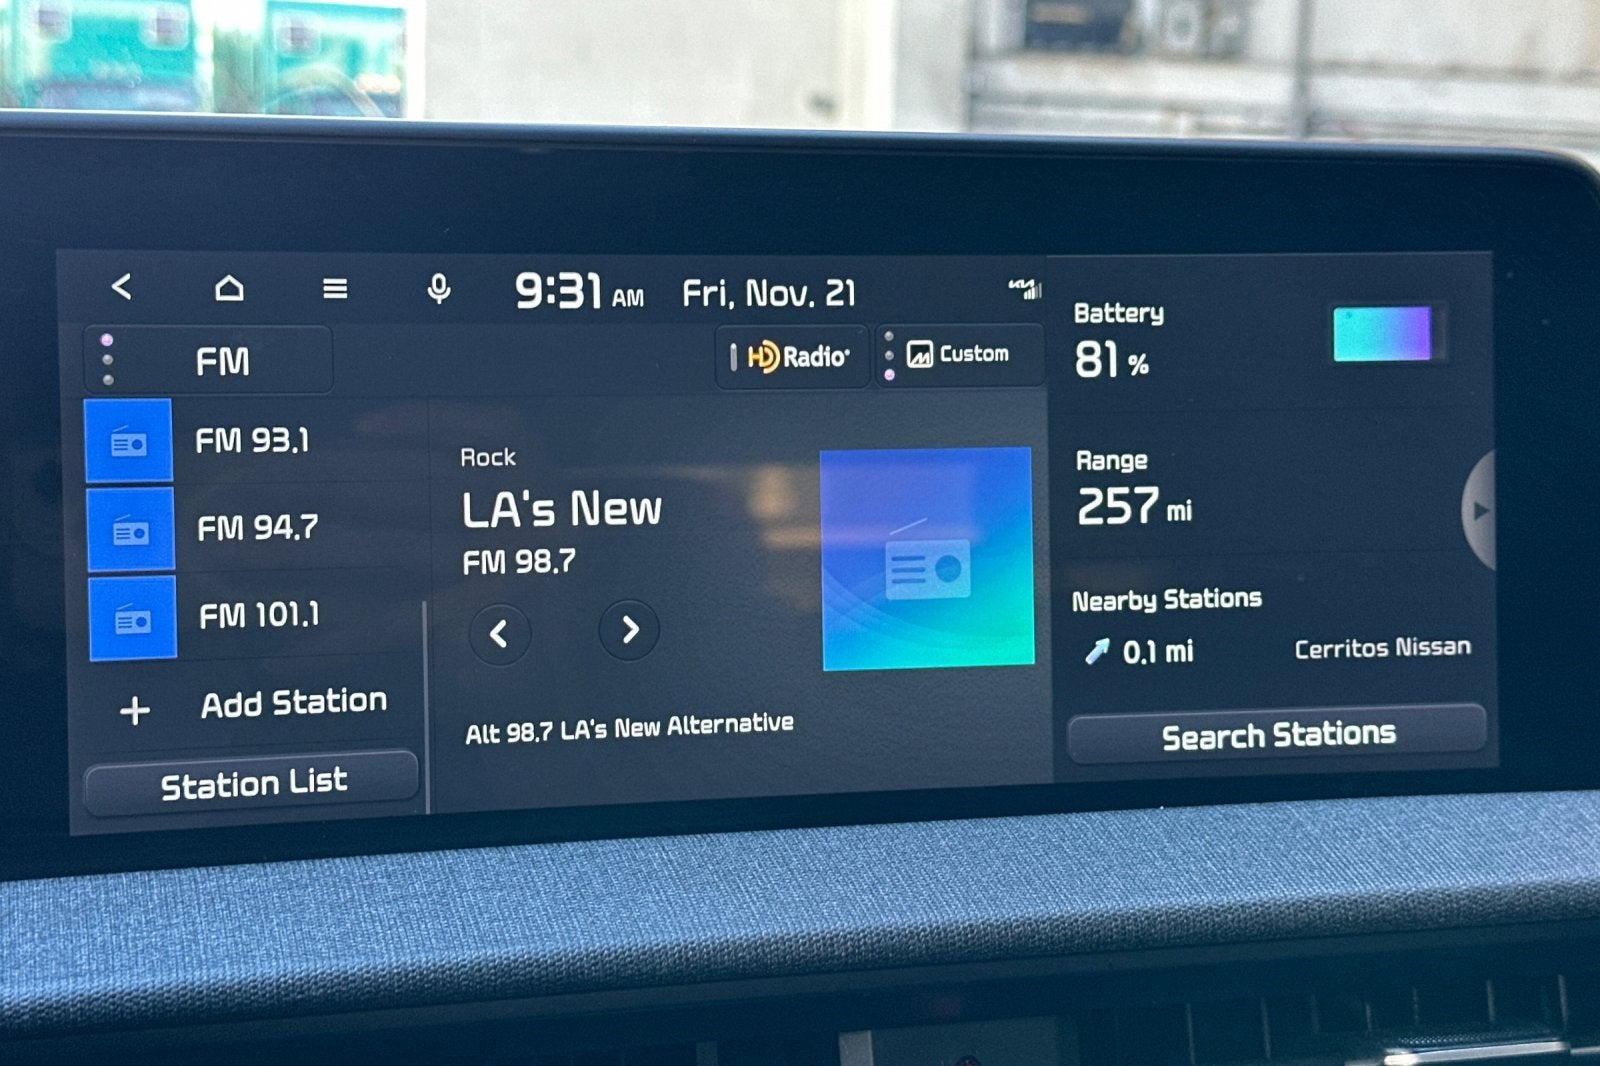 9:31 AM Fri, Nov. 21
FM
HD Radio®
Custom
FM 93.1
FM 94.7
FM 101.1
+ Add Station
Station List
Rock
LA's New
FM 98.7
Alt 98.7 LA's New Alternative
Battery
81 %
Range
257 mi
Nearby Stations
0.1 mi Cerritos Nissan
Search Stations